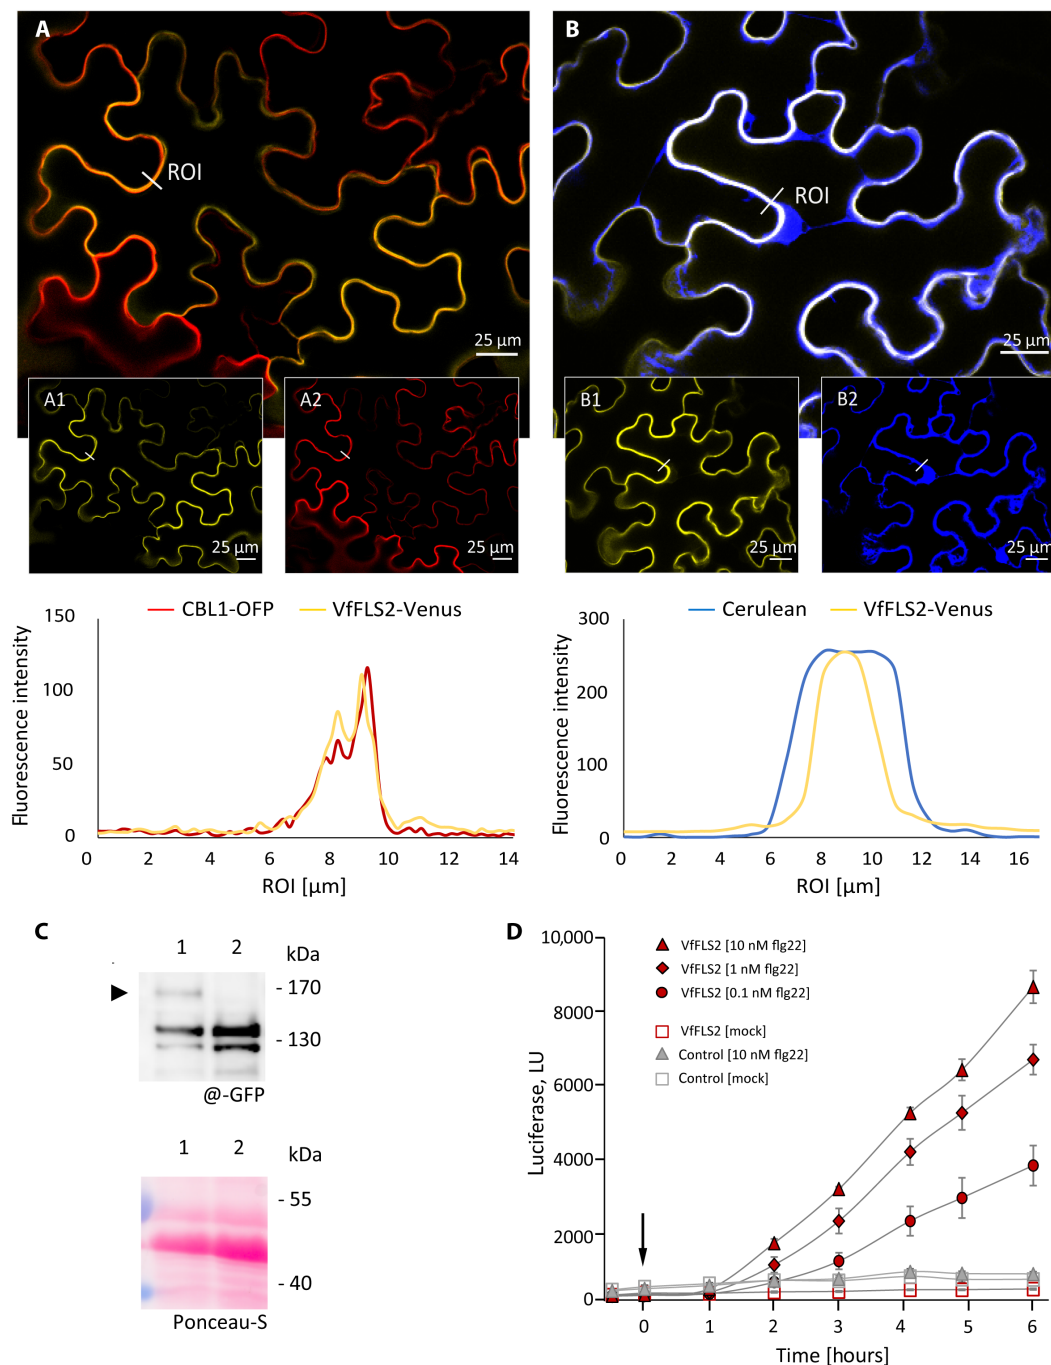 A
ROI
25 µm
A1
25 µm
A2
25 µm
B
ROI
25 µm
B1
25 µm
B2
25 µm
CBL1-OFP VfFLS2-Venus
Fluorescence intensity
150
100
50
0
0 2 4 6 8 10 12 14
ROI [µm]
Cerulean VfFLS2-Venus
Fluorescence intensity
300
200
100
0
0 2 4 6 8 10 12 14 16
ROI [µm]
C
1 2 kDa
- 170
- 130
@-GFP
1 2 kDa
- 55
- 40
Ponceau-S
D
Luciferase, LU
10,000
8000
6000
4000
2000
0
VfFLS2 [10 nM flg22]
VfFLS2 [1 nM flg22]
VfFLS2 [0.1 nM flg22]
VfFLS2 [mock]
Control [10 nM flg22]
Control [mock]
0 1 2 3 4 5 6
Time [hours]